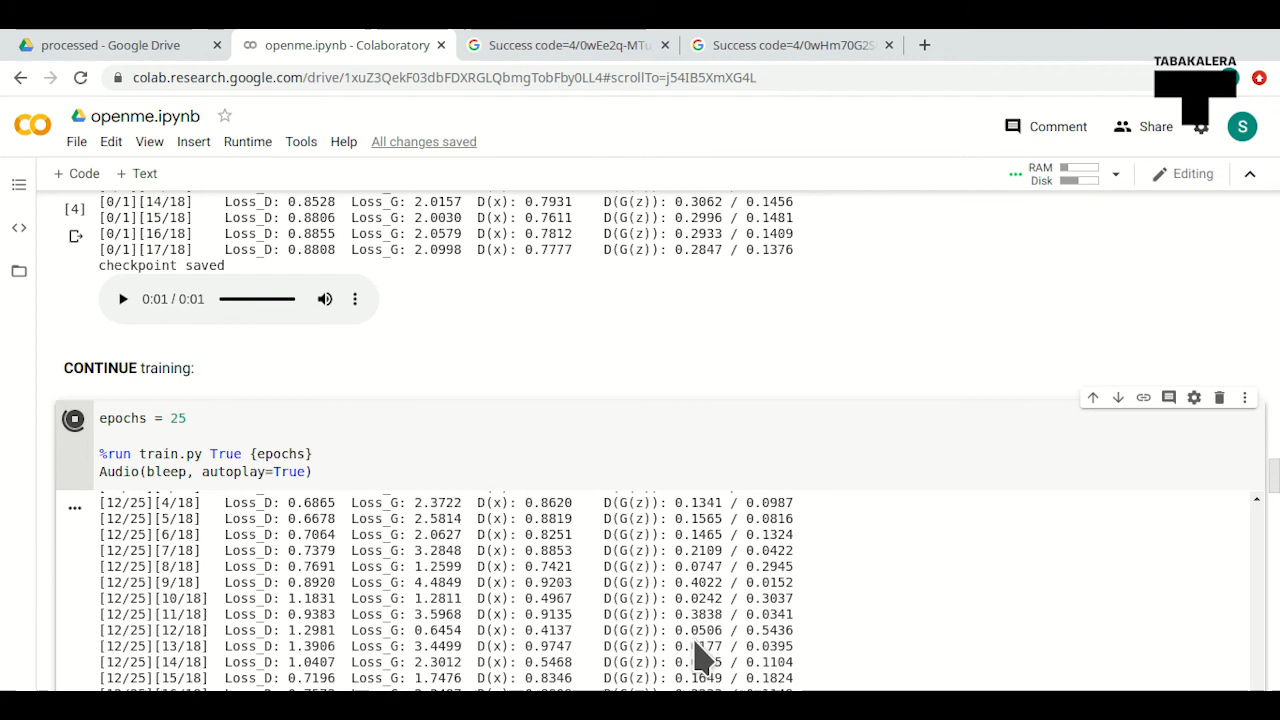 processed - Google Drive
openme.ipynb - Colaboratory
Success code=4/0wEe2q-MTu
Success code=4/0wHm70G2S
TABAKALERA
colab.research.google.com/drive/1xuZ3QekF03dbFDXRGLQbmgTobFby0LL4#scrollTo=j54IB5XmXG4L
openme.ipynb
Comment
Share
S
File Edit View Insert Runtime Tools Help All changes saved
+ Code + Text
RAM
Disk
Editing
[4]
[0/1][14/18] Loss_D: 0.8528 Loss_G: 2.0157 D(x): 0.7931 D(G(z)): 0.3062 / 0.1456
[0/1][15/18] Loss_D: 0.8806 Loss_G: 2.0030 D(x): 0.7611 D(G(z)): 0.2996 / 0.1481
[0/1][16/18] Loss_D: 0.8855 Loss_G: 2.0579 D(x): 0.7812 D(G(z)): 0.2933 / 0.1409
[0/1][17/18] Loss_D: 0.8808 Loss_G: 2.0998 D(x): 0.7777 D(G(z)): 0.2847 / 0.1376
checkpoint saved
0:01 / 0:01
CONTINUE training:
epochs = 25
%run train.py True {epochs}
Audio(bleep, autoplay=True)
[12/25][4/18] Loss_D: 0.6865 Loss_G: 2.3722 D(x): 0.8620 D(G(z)): 0.1341 / 0.0987
[12/25][5/18] Loss_D: 0.6678 Loss_G: 2.5814 D(x): 0.8819 D(G(z)): 0.1565 / 0.0816
[12/25][6/18] Loss_D: 0.7064 Loss_G: 2.0627 D(x): 0.8251 D(G(z)): 0.1465 / 0.1324
[12/25][7/18] Loss_D: 0.7379 Loss_G: 3.2848 D(x): 0.8853 D(G(z)): 0.2109 / 0.0422
[12/25][8/18] Loss_D: 0.7691 Loss_G: 1.2599 D(x): 0.7421 D(G(z)): 0.0747 / 0.2945
[12/25][9/18] Loss_D: 0.8920 Loss_G: 4.4849 D(x): 0.9203 D(G(z)): 0.4022 / 0.0152
[12/25][10/18] Loss_D: 1.1831 Loss_G: 1.2811 D(x): 0.4967 D(G(z)): 0.0242 / 0.3037
[12/25][11/18] Loss_D: 0.9383 Loss_G: 3.5968 D(x): 0.9135 D(G(z)): 0.3838 / 0.0341
[12/25][12/18] Loss_D: 1.2981 Loss_G: 0.6454 D(x): 0.4137 D(G(z)): 0.0506 / 0.5436
[12/25][13/18] Loss_D: 1.3906 Loss_G: 3.4499 D(x): 0.9747 D(G(z)): / 0.0395
[12/25][14/18] Loss_D: 1.0407 Loss_G: 2.3012 D(x): 0.5468 D(G(z)): / 0.1104
[12/25][15/18] Loss_D: 0.7196 Loss_G: 1.7476 D(x): 0.8346 D(G(z)): 0.1649 / 0.1824